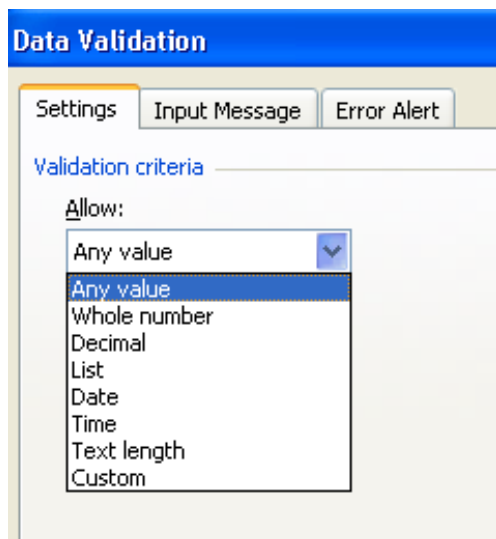 Data Validation
Settings Input Message Error Alert
Validation criteria
Allow:
Any value
Any value
Whole number
Decimal
List
Date
Time
Text length
Custom